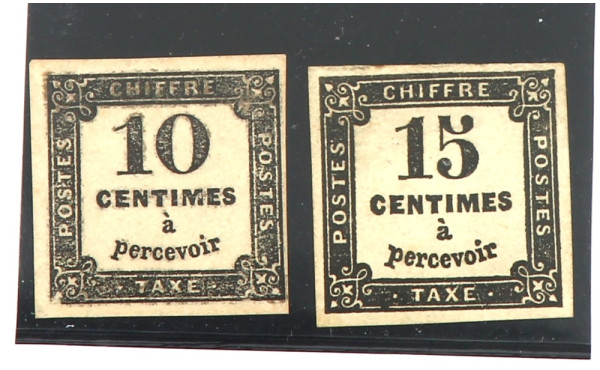 CHIFFRE
POSTES
10
CENTIMES
à
percevoir
POSTES
· TAXE ·
CHIFFRE
POSTES
15
CENTIMES
à
percevoir
POSTES
· TAXE ·